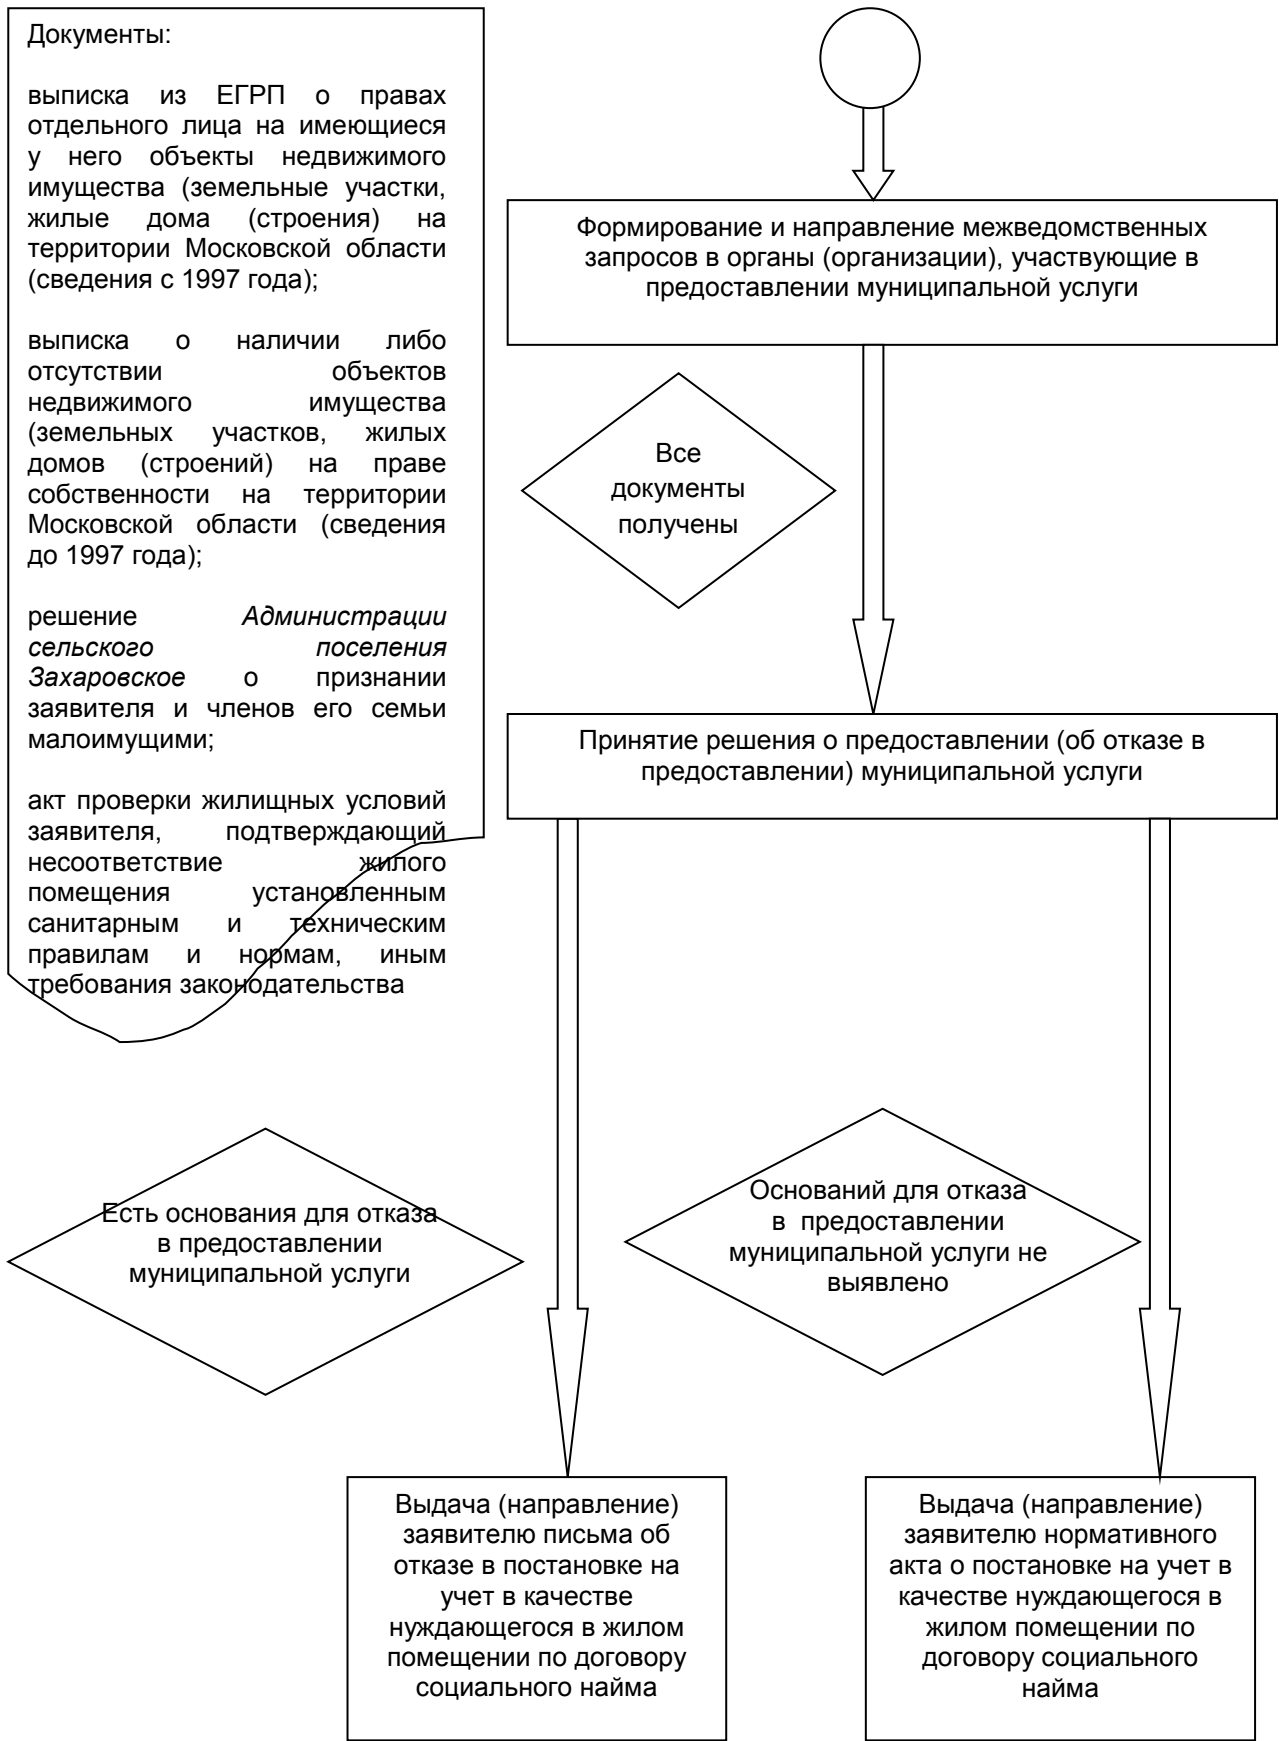 Документы:
выписка из ЕГРП о правах
отдельного лица на имеющиеся
у него объекты недвижимого
имущества (земельные участки,
жилые дома (строения) на
территории Московской области
(сведения с 1997 года);
выписка о наличии либо
отсутствии объектов
недвижимого имущества
(земельных участков, жилых
домов (строений) на праве
собственности на территории
Московской области (сведения
до 1997 года);
решение Администрации
сельского поселения
Захаровское о признании
заявителя и членов его семьи
малоимущими;
акт проверки жилищных условий
заявителя, подтверждающий
несоответствие жилого
помещения установленным
санитарным и техническим
правилам и нормам, иным
требования законодательства
Формирование и направление межведомственных
запросов в органы (организации), участвующие в
предоставлении муниципальной услуги
Все
документы
получены
Принятие решения о предоставлении (об отказе в
предоставлении) муниципальной услуги
Есть основания для отказа
в предоставлении
муниципальной услуги
Оснований для отказа
в предоставлении
муниципальной услуги не
выявлено
Выдача (направление)
заявителю письма об
отказе в постановке на
учет в качестве
нуждающегося в жилом
помещении по договору
социального найма
Выдача (направление)
заявителю нормативного
акта о постановке на учет в
качестве нуждающегося в
жилом помещении по
договору социального
найма